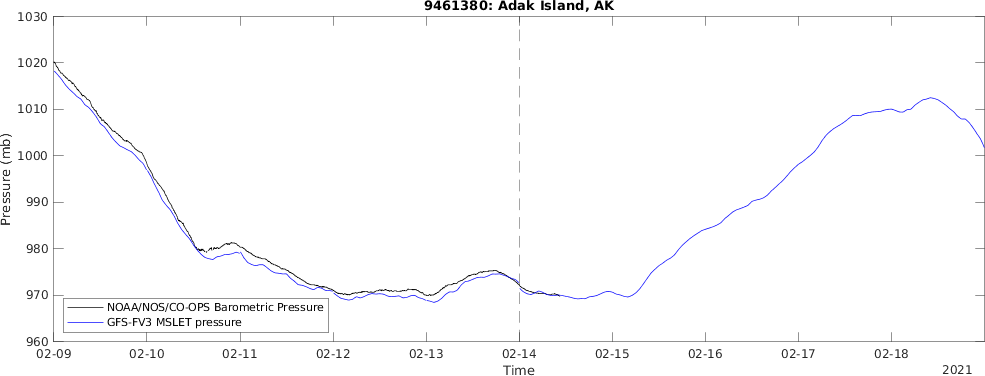 9461380: Adak Island, AK
Pressure (mb)
1030
1020
1010
1000
990
980
970
960
NOAA/NOS/CO-OPS Barometric Pressure
GFS-FV3 MSLET pressure
02-09 02-10 02-11 02-12 02-13 02-14 02-15 02-16 02-17 02-18
Time
2021